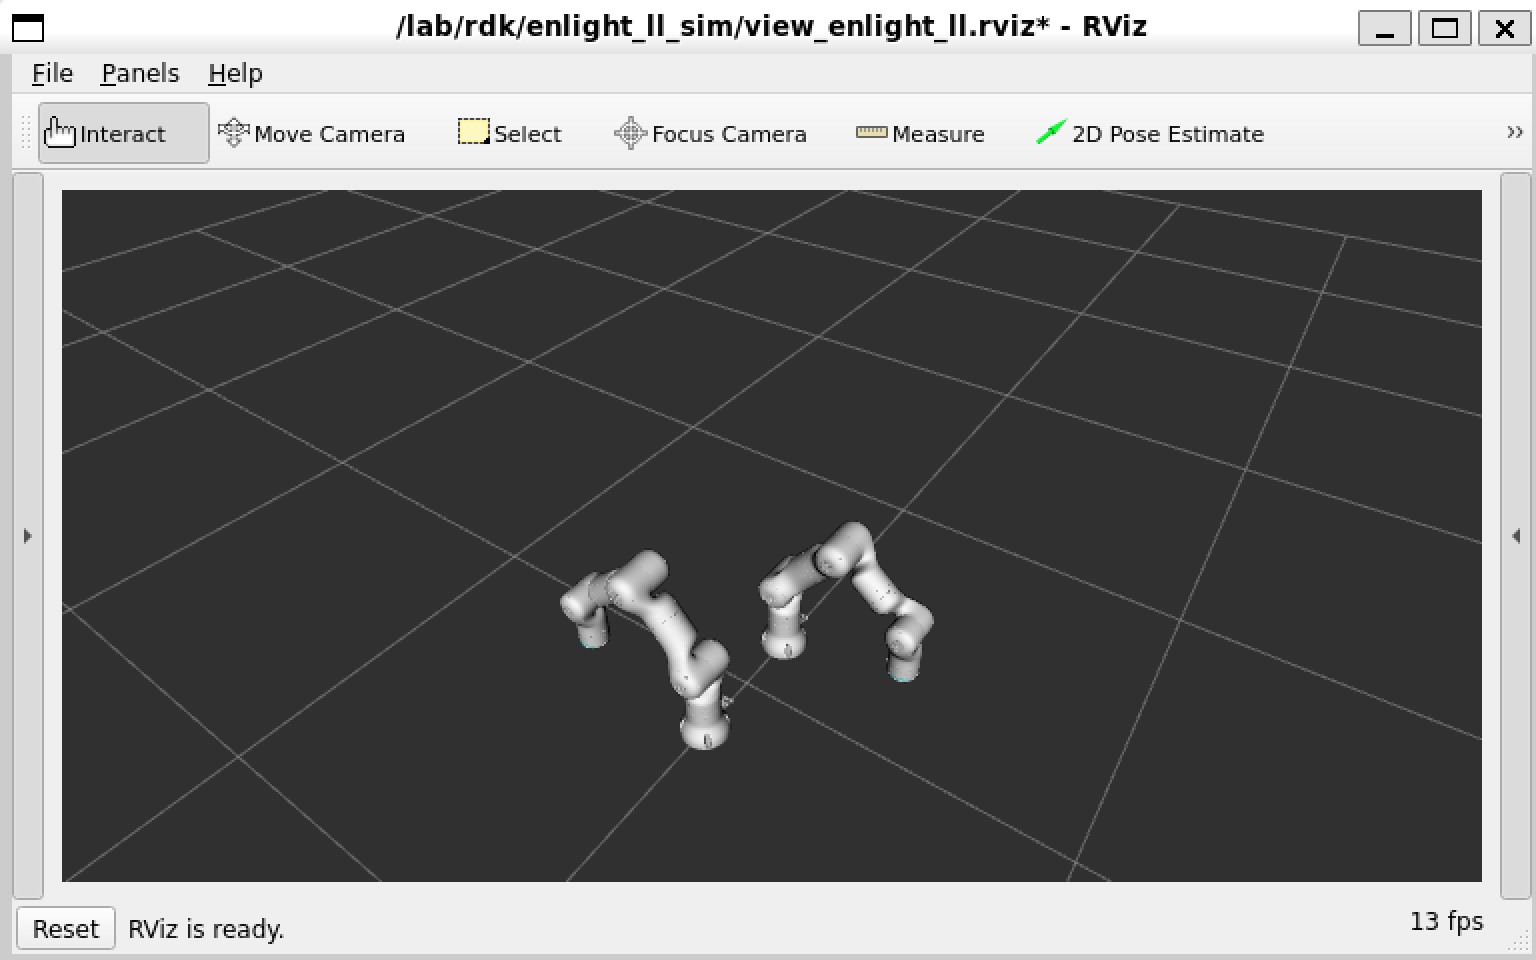 /lab/rdk/enlight_ll_sim/view_enlight_ll.rviz* - RViz
File Panels Help
Interact Move Camera Select Focus Camera Measure 2D Pose Estimate »
Reset RViz is ready. 13 fps